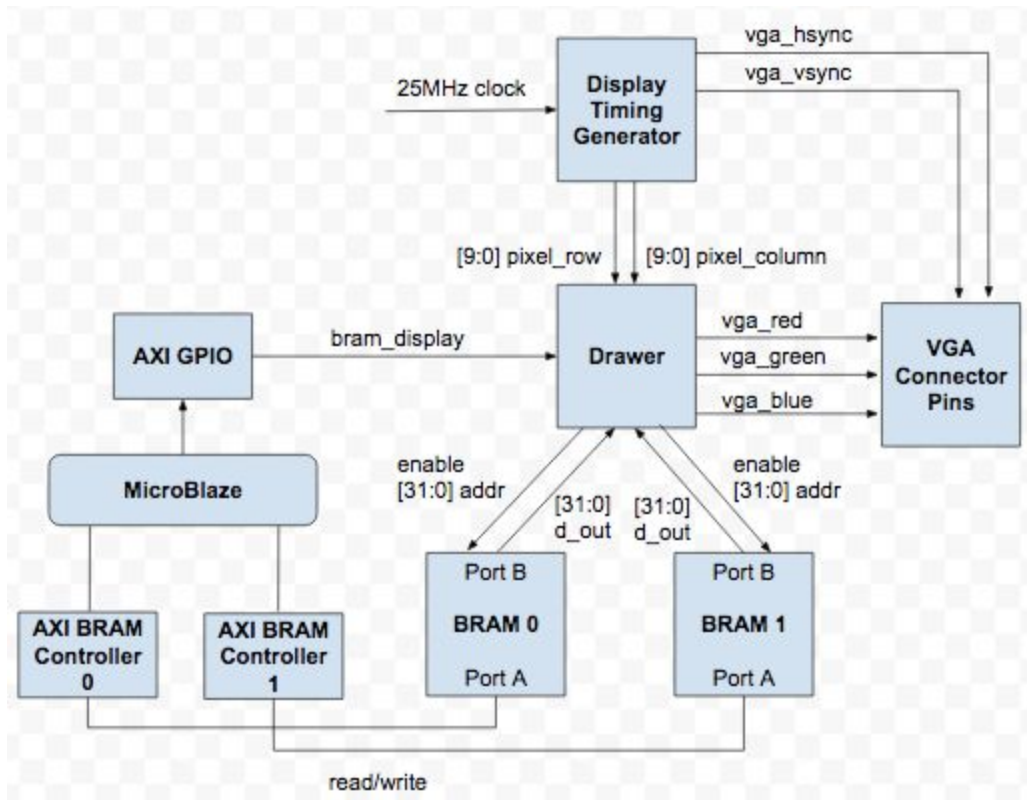 vga_hsync
vga_vsync
25MHz clock
Display
Timing
Generator
[9:0] pixel_row
[9:0] pixel_column
AXI GPIO
bram_display
Drawer
vga_red
vga_green
vga_blue
VGA
Connector
Pins
MicroBlaze
enable
[31:0] addr
[31:0]
d_out
[31:0]
d_out
enable
[31:0] addr
AXI BRAM
Controller
0
AXI BRAM
Controller
1
Port B
BRAM 0
Port A
Port B
BRAM 1
Port A
read/write